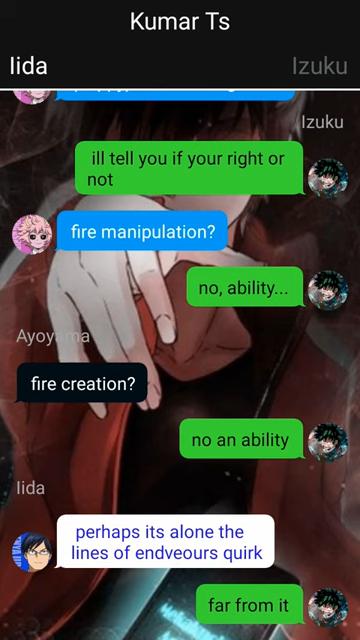 Kumar Ts
Iida
Izuku
Izuku
ill tell you if your right or
not
fire manipulation?
no, ability...
Ayoyama
fire creation?
no an ability
Iida
perhaps its alone the
lines of endveours quirk
far from it